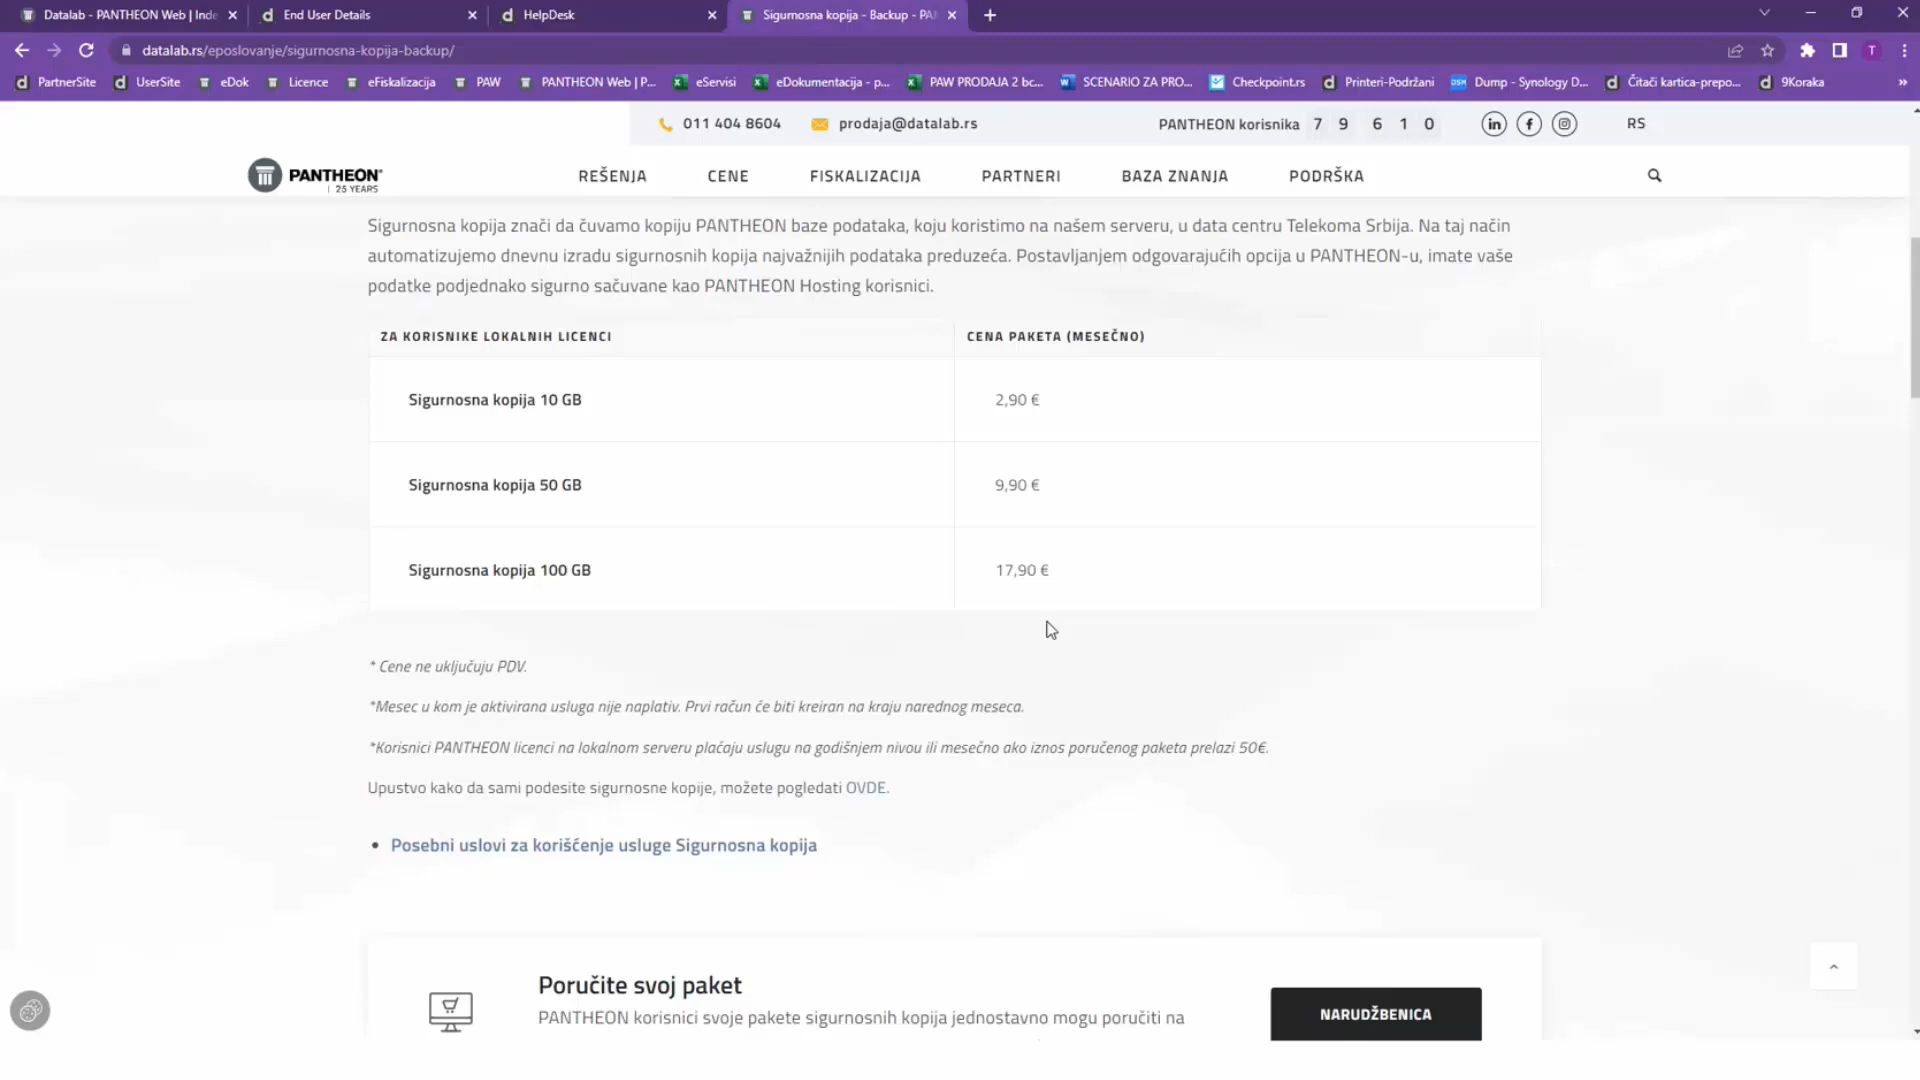 Datalab - PANTHEON Web | Inde
End User Details
HelpDesk
Sigurnosna kopija - Backup - PAN
datalab.rs/eposlovanje/sigurnosna-kopija-backup/
T
PartnerSite
UserSite
eDok
Licence
eFiskalizacija
PAW
PANTHEON Web | P...
eServisi
eDokumentacija - p...
PAW PRODAJA 2 bc...
SCENARIO ZA PRO...
Checkpoint.rs
Printeri-Podržani
Dump - Synology D...
Čitači kartica-prepo...
9Koraka
»
011 404 8604
prodaja@datalab.rs
PANTHEON korisnika 7 9 6 1 0
RS
PANTHEON®
| 25 YEARS
REŠENJA
CENE
FISKALIZACIJA
PARTNERI
BAZA ZNANJA
PODRŠKA
Sigurnosna kopija znači da čuvamo kopiju PANTHEON baze podataka, koju koristimo na našem serveru, u data centru Telekoma Srbija. Na taj način
automatizujemo dnevnu izradu sigurnosnih kopija najvažnijih podataka preduzeća. Postavljanjem odgovarajućih opcija u PANTHEON-u, imate vaše
podatke podjednako sigurno sačuvane kao PANTHEON Hosting korisnici.
ZA KORISNIKE LOKALNIH LICENCI
CENA PAKETA (MESEČNO)
Sigurnosna kopija 10 GB
2,90 €
Sigurnosna kopija 50 GB
9,90 €
Sigurnosna kopija 100 GB
17,90 €
* Cene ne uključuju PDV.
*Mesec u kom je aktivirana usluga nije naplativ. Prvi račun će biti kreiran na kraju narednog meseca.
*Korisnici PANTHEON licenci na lokalnom serveru plaćaju uslugu na godišnjem nivou ili mesečno ako iznos poručenog paketa prelazi 50€.
Upustvo kako da sami podesite sigurnosne kopije, možete pogledati OVDE.
• Posebni uslovi za korišćenje usluge Sigurnosna kopija
Poručite svoj paket
PANTHEON korisnici svoje pakete sigurnosnih kopija jednostavno mogu poručiti na
NARUDŽBENICA